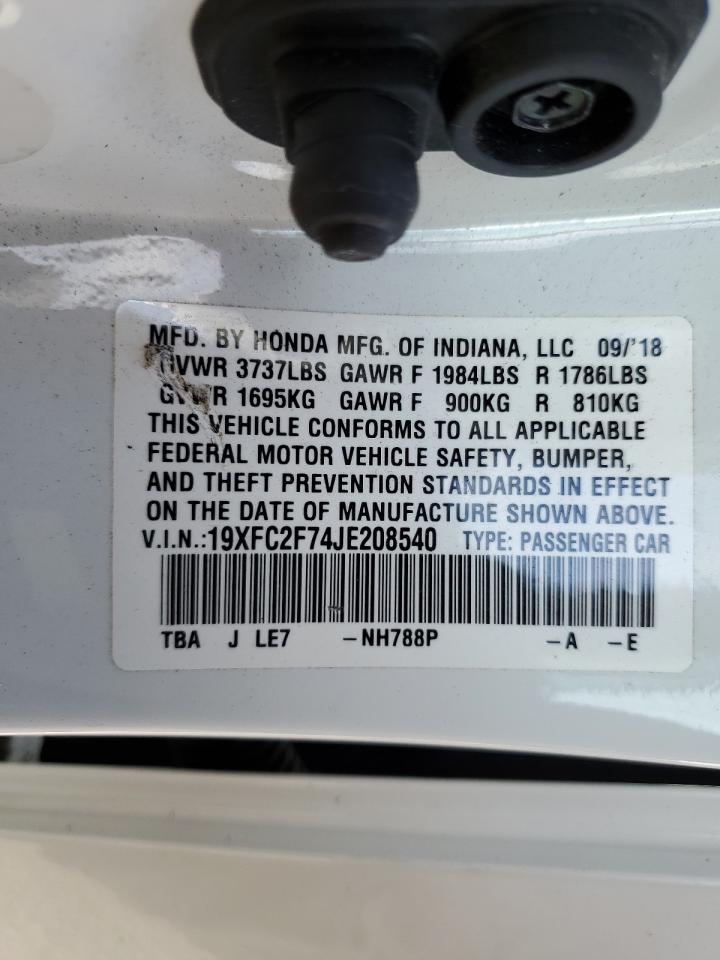 MFD. BY HONDA MFG. OF INDIANA, LLC 09/'18
GVWR 3737LBS GAWR F 1984LBS R 1786LBS
GVWR 1695KG GAWR F 900KG R 810KG
THIS VEHICLE CONFORMS TO ALL APPLICABLE
FEDERAL MOTOR VEHICLE SAFETY, BUMPER,
AND THEFT PREVENTION STANDARDS IN EFFECT
ON THE DATE OF MANUFACTURE SHOWN ABOVE.
V.I.N.:19XFC2F74JE208540 TYPE: PASSENGER CAR
TBA J LE7 -NH788P -A -E